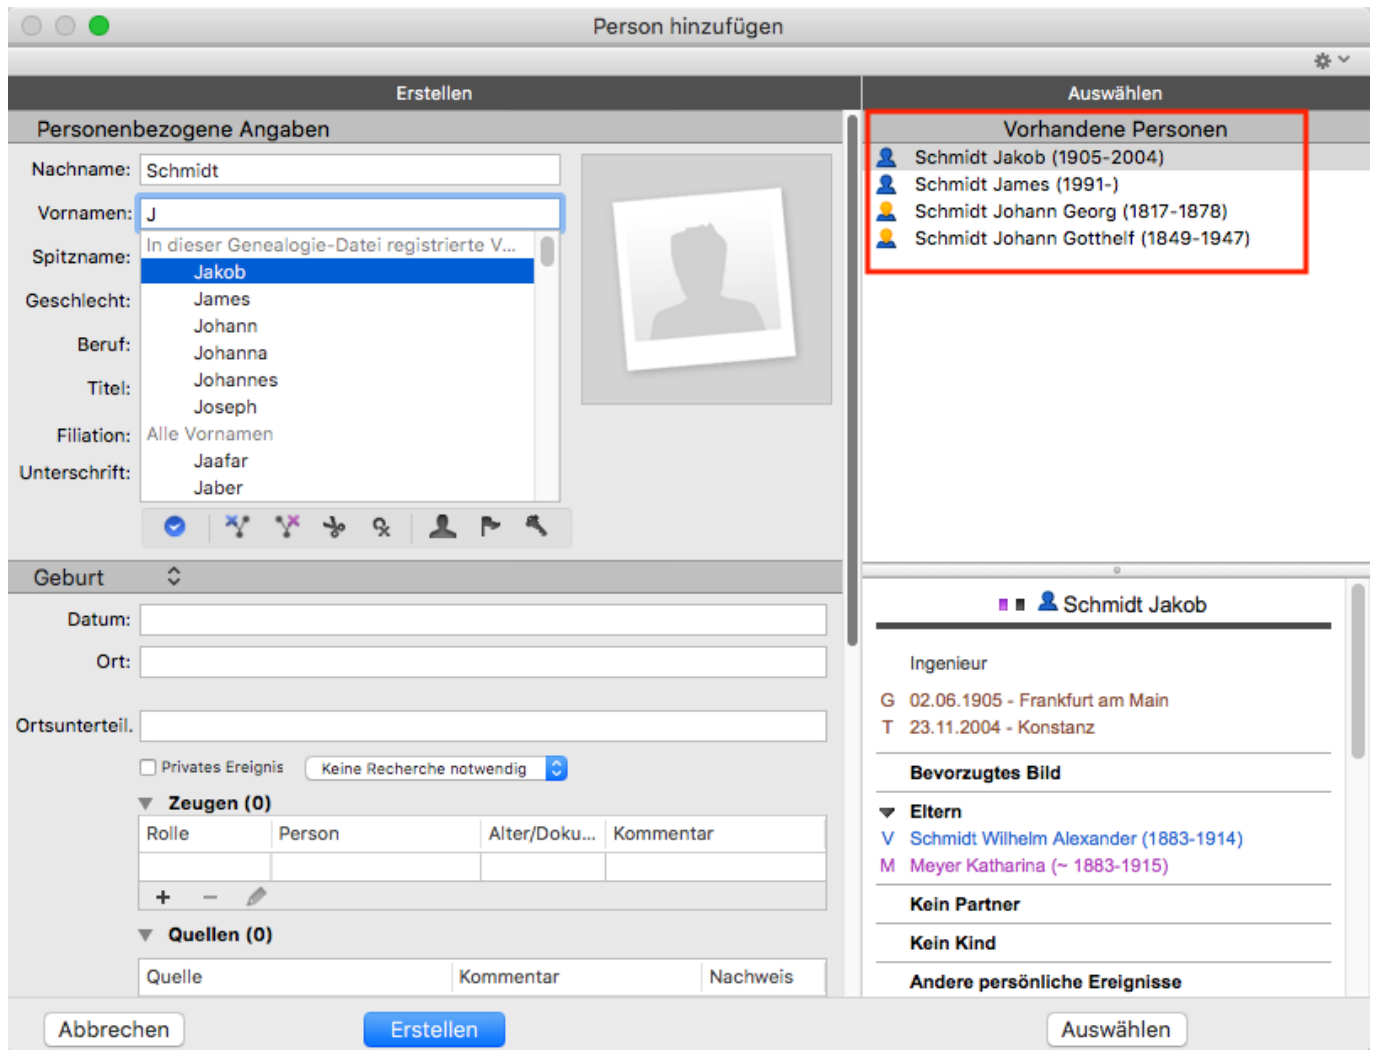 Person hinzufügen
Erstellen
Auswählen
Personenbezogene Angaben
Nachname: Schmidt
Vornamen: J
In dieser Genealogie-Datei registrierte V...
Spitzname:
Jakob
Geschlecht:
James
Johann
Beruf:
Johanna
Titel:
Johannes
Joseph
Filiation:
Alle Vornamen
Jaafar
Unterschrift:
Jaber
Geburt
Datum:
Ort:
Ortsunterteil.
Privates Ereignis
Keine Recherche notwendig
Zeugen (0)
Rolle Person Alter/Doku... Kommentar
Quellen (0)
Quelle Kommentar Nachweis
Abbrechen
Erstellen
Vorhandene Personen
Schmidt Jakob (1905-2004)
Schmidt James (1991-)
Schmidt Johann Georg (1817-1878)
Schmidt Johann Gotthelf (1849-1947)
Schmidt Jakob
Ingenieur
G 02.06.1905 - Frankfurt am Main
T 23.11.2004 - Konstanz
Bevorzugtes Bild
Eltern
V Schmidt Wilhelm Alexander (1883-1914)
M Meyer Katharina (~ 1883-1915)
Kein Partner
Kein Kind
Andere persönliche Ereignisse
Auswählen